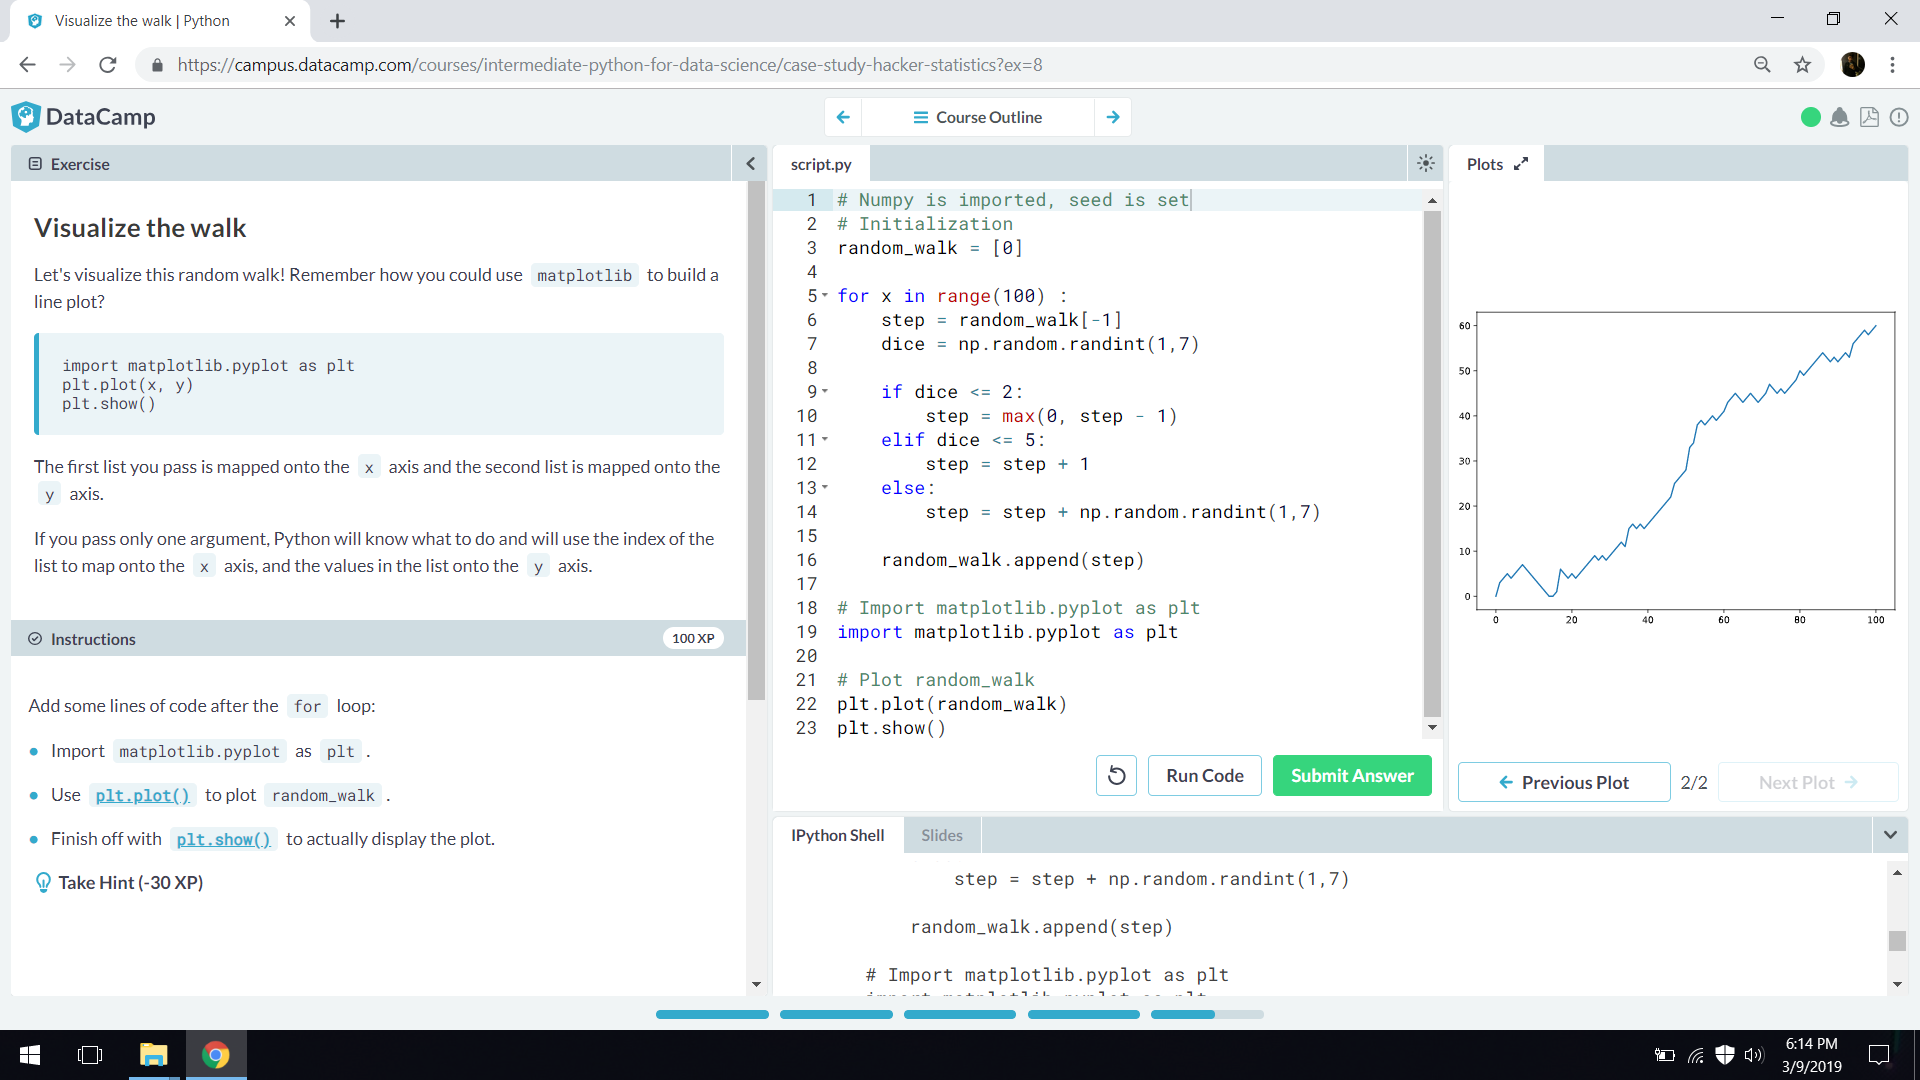 Visualize the walk | Python
https://campus.datacamp.com/courses/intermediate-python-for-data-science/case-study-hacker-statistics?ex=8
DataCamp
Course Outline
Exercise
Visualize the walk
Let's visualize this random walk! Remember how you could use matplotlib to build a
line plot?
import matplotlib.pyplot as plt
plt.plot(x, y)
plt.show()
The first list you pass is mapped onto the x axis and the second list is mapped onto the
y axis.
If you pass only one argument, Python will know what to do and will use the index of the
list to map onto the x axis, and the values in the list onto the y axis.
Instructions
100 XP
Add some lines of code after the for loop:
Import matplotlib.pyplot as plt .
Use plt.plot() to plot random_walk .
Finish off with plt.show() to actually display the plot.
Take Hint (-30 XP)
script.py
1 # Numpy is imported, seed is set
2 # Initialization
3 random_walk = [0]
4
5 for x in range(100) :
6 step = random_walk[-1]
7 dice = np.random.randint(1,7)
8
9 if dice <= 2:
10 step = max(0, step - 1)
11 elif dice <= 5:
12 step = step + 1
13 else:
14 step = step + np.random.randint(1,7)
15
16 random_walk.append(step)
17
18 # Import matplotlib.pyplot as plt
19 import matplotlib.pyplot as plt
20
21 # Plot random_walk
22 plt.plot(random_walk)
23 plt.show()
Run Code
Submit Answer
Plots
60
50
40
30
20
10
0
0 20 40 60 80 100
Previous Plot
2/2
Next Plot
IPython Shell
Slides
step = step + np.random.randint(1,7)
random_walk.append(step)
# Import matplotlib.pyplot as plt
6:14 PM
3/9/2019